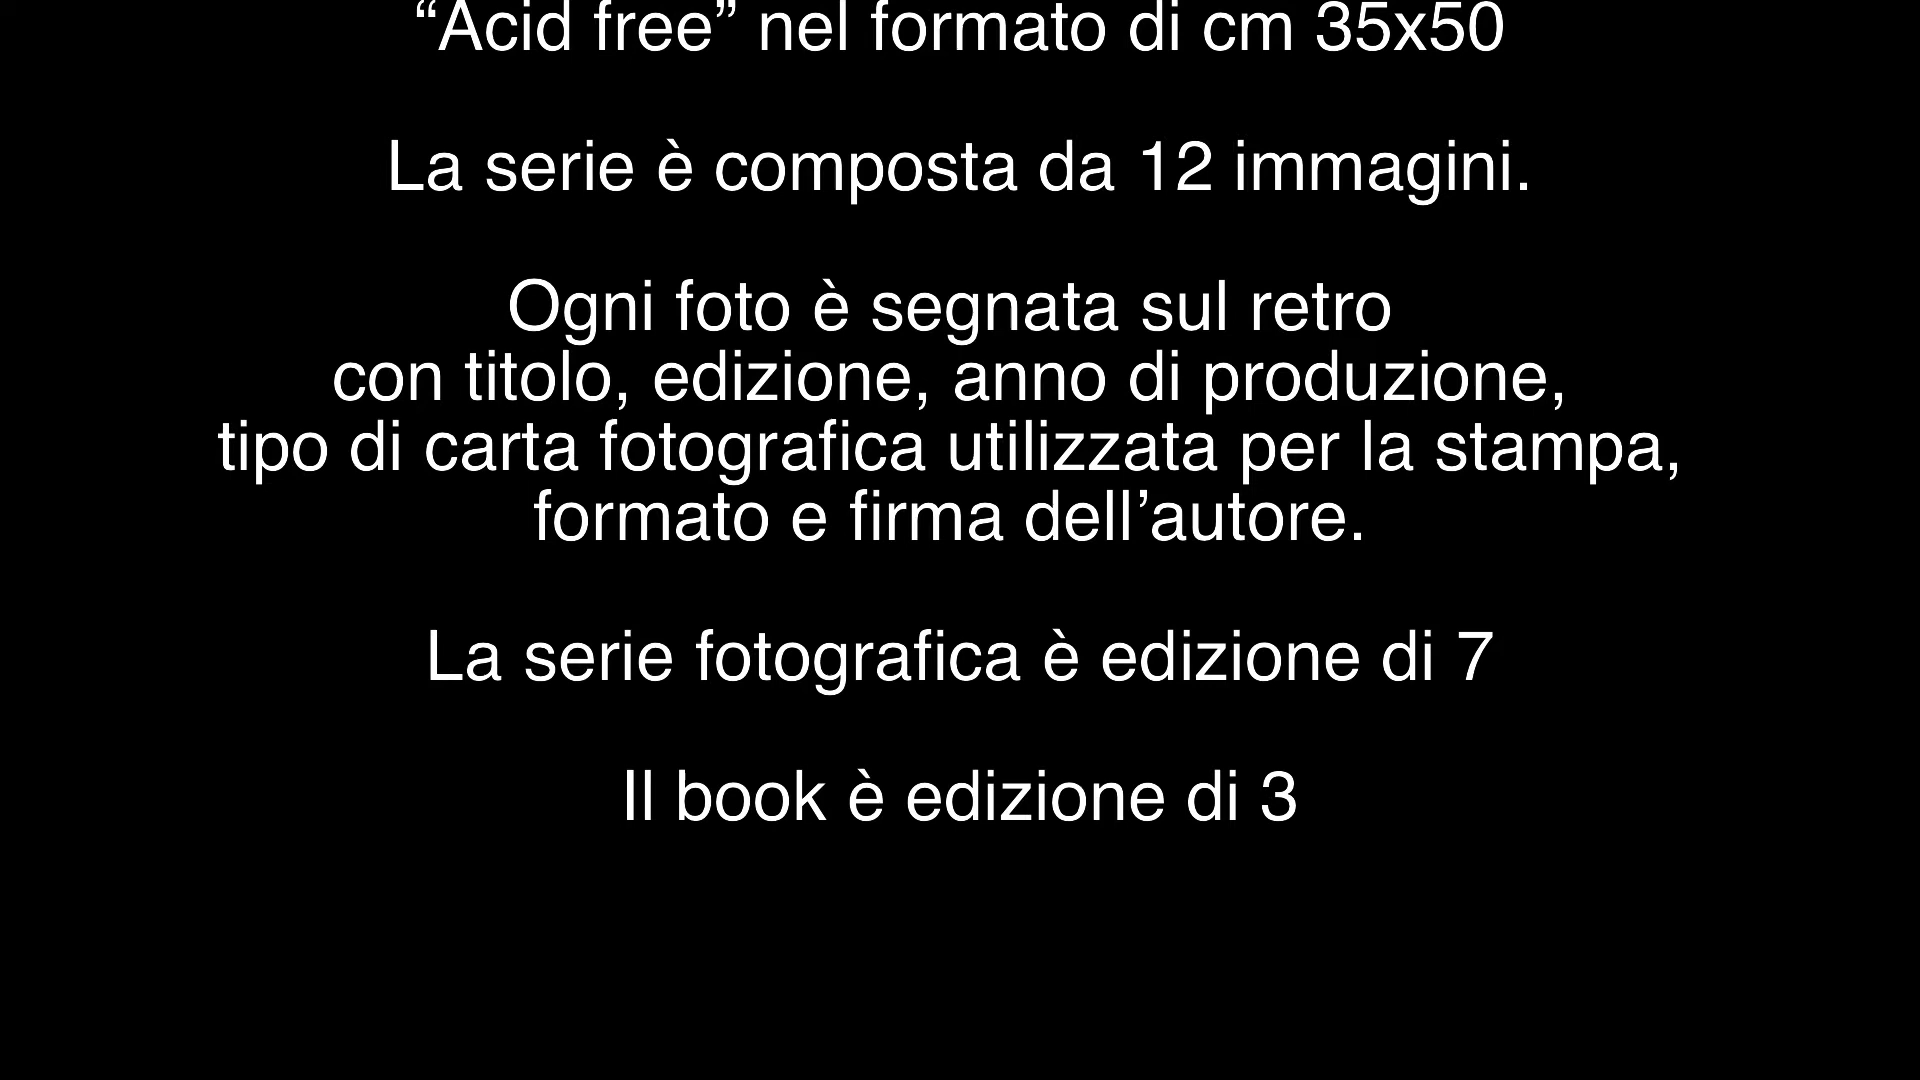 “Acid free” nel formato di cm 35x50
La serie è composta da 12 immagini.
Ogni foto è segnata sul retro
con titolo, edizione, anno di produzione,
tipo di carta fotografica utilizzata per la stampa,
formato e firma dell’autore.
La serie fotografica è edizione di 7
Il book è edizione di 3